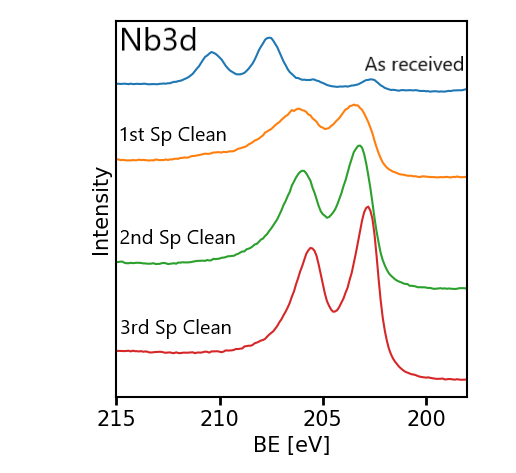 Nb3d
As received
1st Sp Clean
2nd Sp Clean
3rd Sp Clean
Intensity
215 210 205 200
BE [eV]